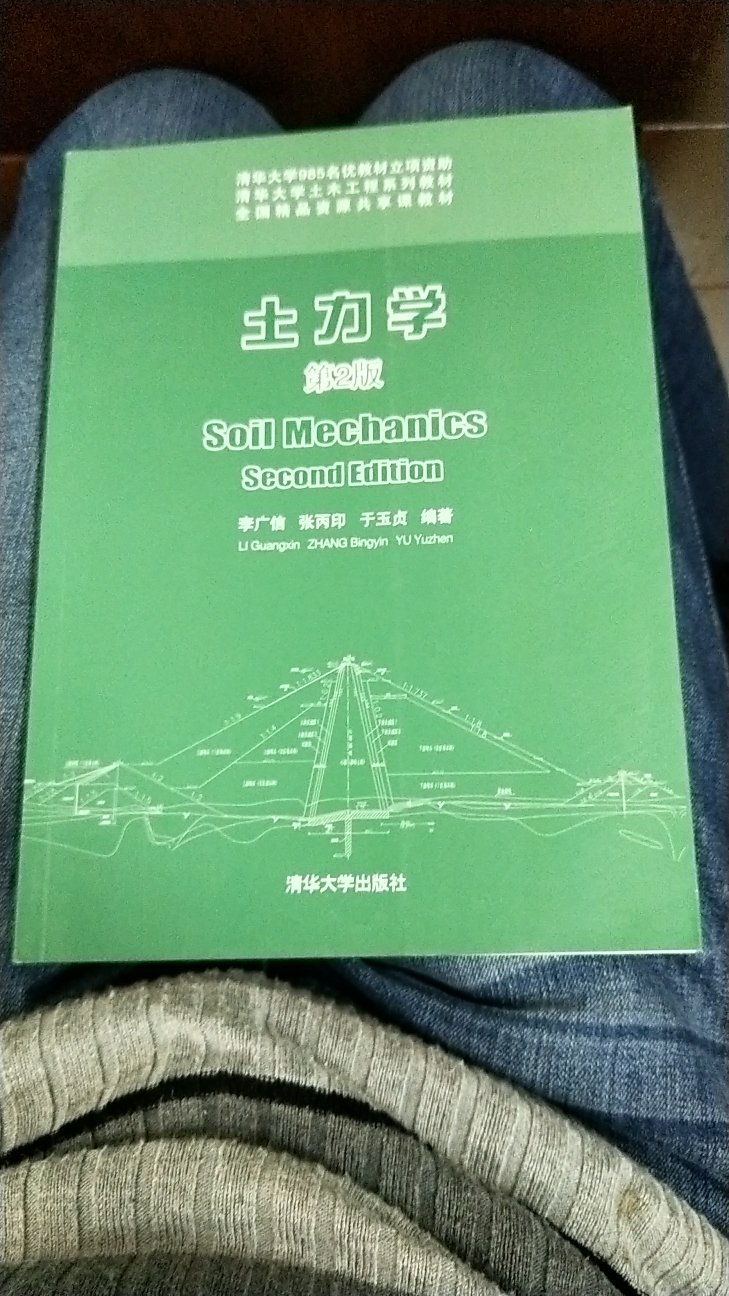 清华大学985名优教材立项资助
清华大学土木工程系列教材
全国精品资源共享课教材
土力学
第2版
Soil Mechanics
Second Edition
李广信 张丙印 于玉贞 编著
LI Guangxin ZHANG Bingyin YU Yuzhen
清华大学出版社